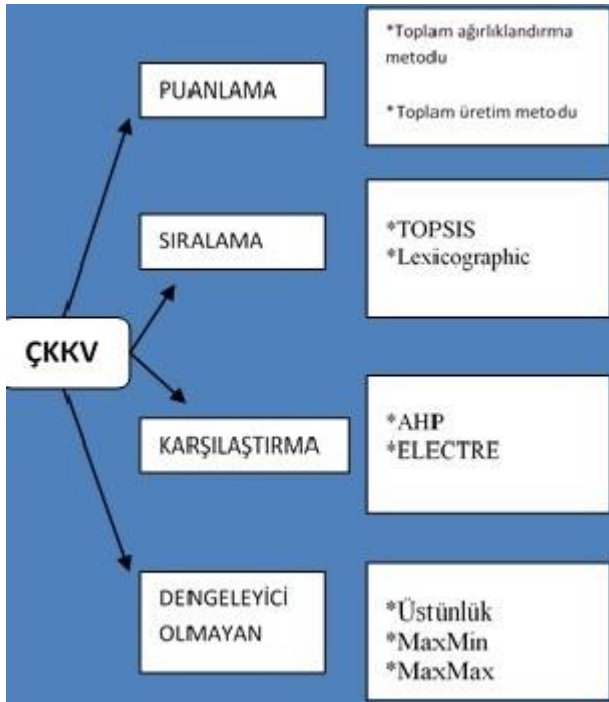 PUANLAMA
*Toplam ağırlıklandırma
metodu
*Toplam üretim metodu
SIRALAMA
*TOPSIS
*Lexiicographic
ÇKKV
KARŞILAŞTIRMA
*AHP
*ELECTRE
DENGELEYİCİ
OLMAYAN
*Üstünlük
*MaxMin
*MaxMax